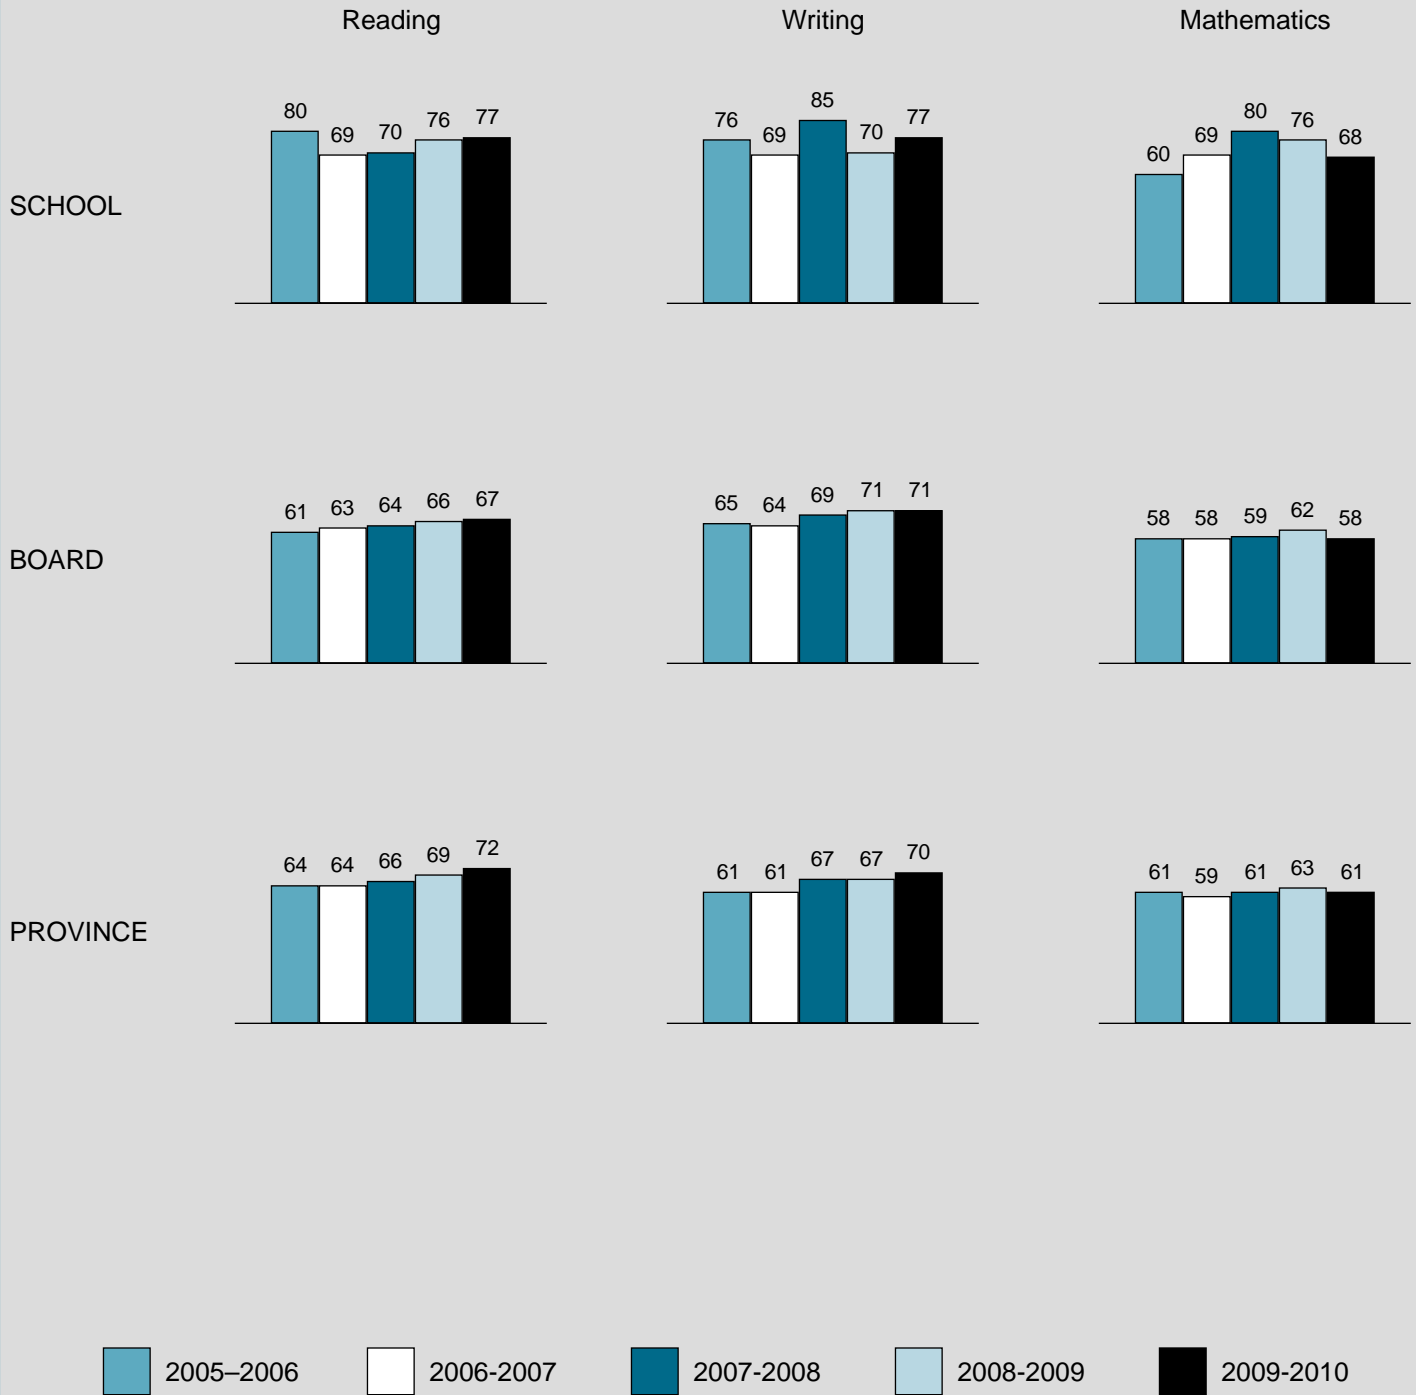 Reading Writing Mathematics
80 69 70 76 77
76 69 85 70 77
60 69 80 76 68
SCHOOL
61 63 64 66 67
65 64 69 71 71
58 58 59 62 58
BOARD
64 64 66 69 72
61 61 67 67 70
61 59 61 63 61
PROVINCE
2005–2006 2006-2007 2007-2008 2008-2009 2009-2010